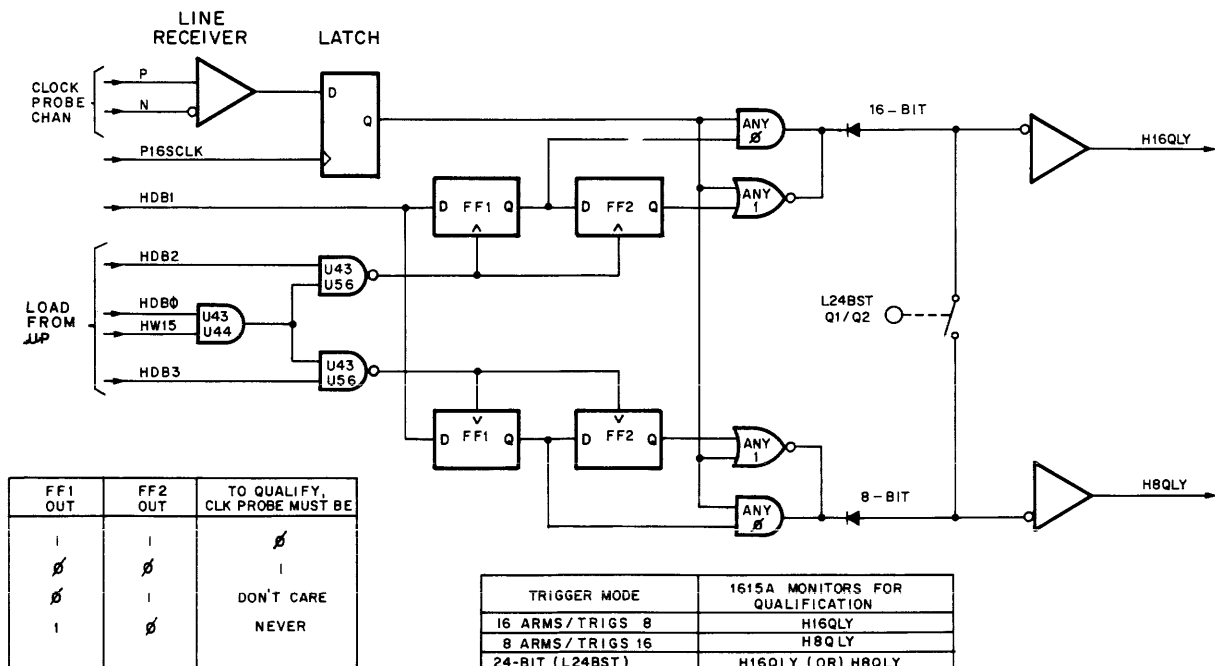 LINE
RECEIVER
LATCH
CLOCK
PROBE
CHAN
P
N
D
Q
P16SCLK
HDB1
D FF1 Q
D FF2 Q
ANY
Ø
ANY
1
16-BIT
H16QLY
LOAD
FROM
μP
HDB2
U43
U56
HDBΦ
HW15
U43
U44
HDB3
U43
U56
L24BST
Q1/Q2
D FF1 Q
D FF2 Q
ANY
1
ANY
Ø
8-BIT
H8QLY
FF1
OUT
FF2
OUT
TO QUALIFY,
CLK PROBE MUST BE
1 1 Ø
Ø Ø 1
Ø 1 DON'T CARE
1 Ø NEVER
TRIGGER MODE
1615A MONITORS FOR
QUALIFICATION
16 ARMS/TRIGS 8 H16QLY
8 ARMS/TRIGS 16 H8QLY
24-BIT (L24BST) H16QLY (OR) H8QLY